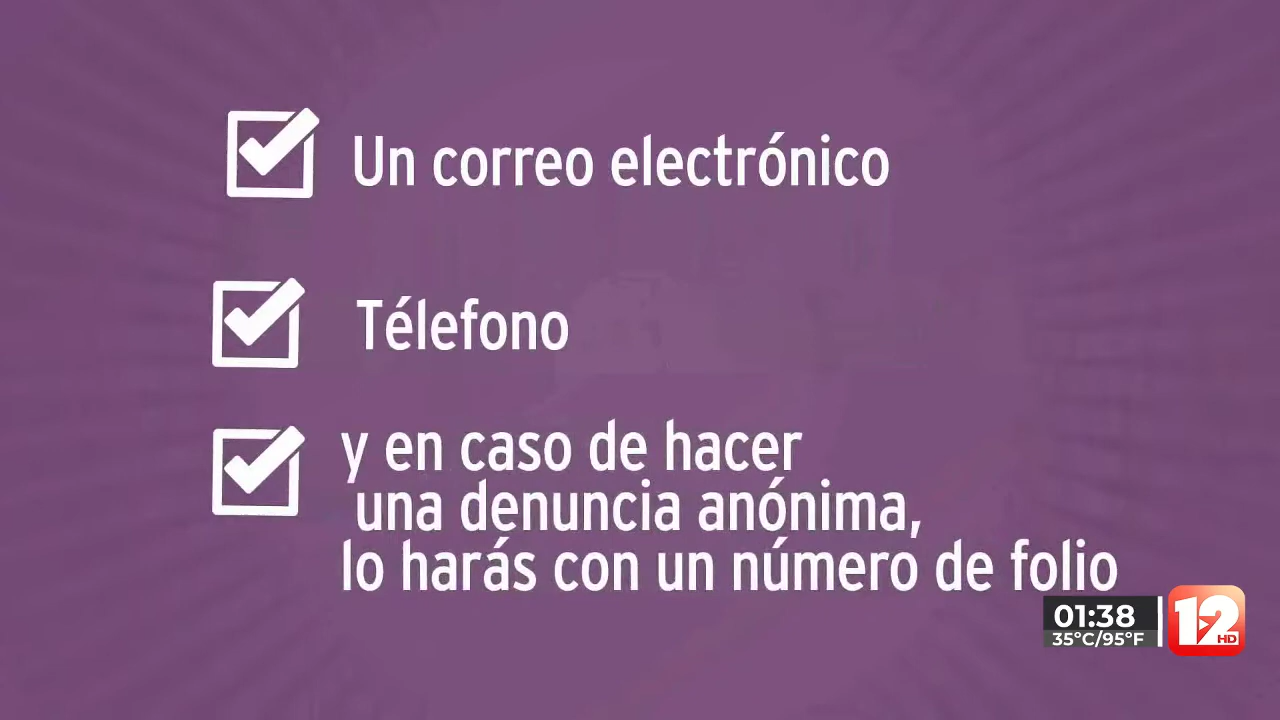 Un correo electrónico
Télefono
y en caso de hacer
una denuncia anónima,
lo harás con un número de folio
01:38
35°C/95°F
12
HD